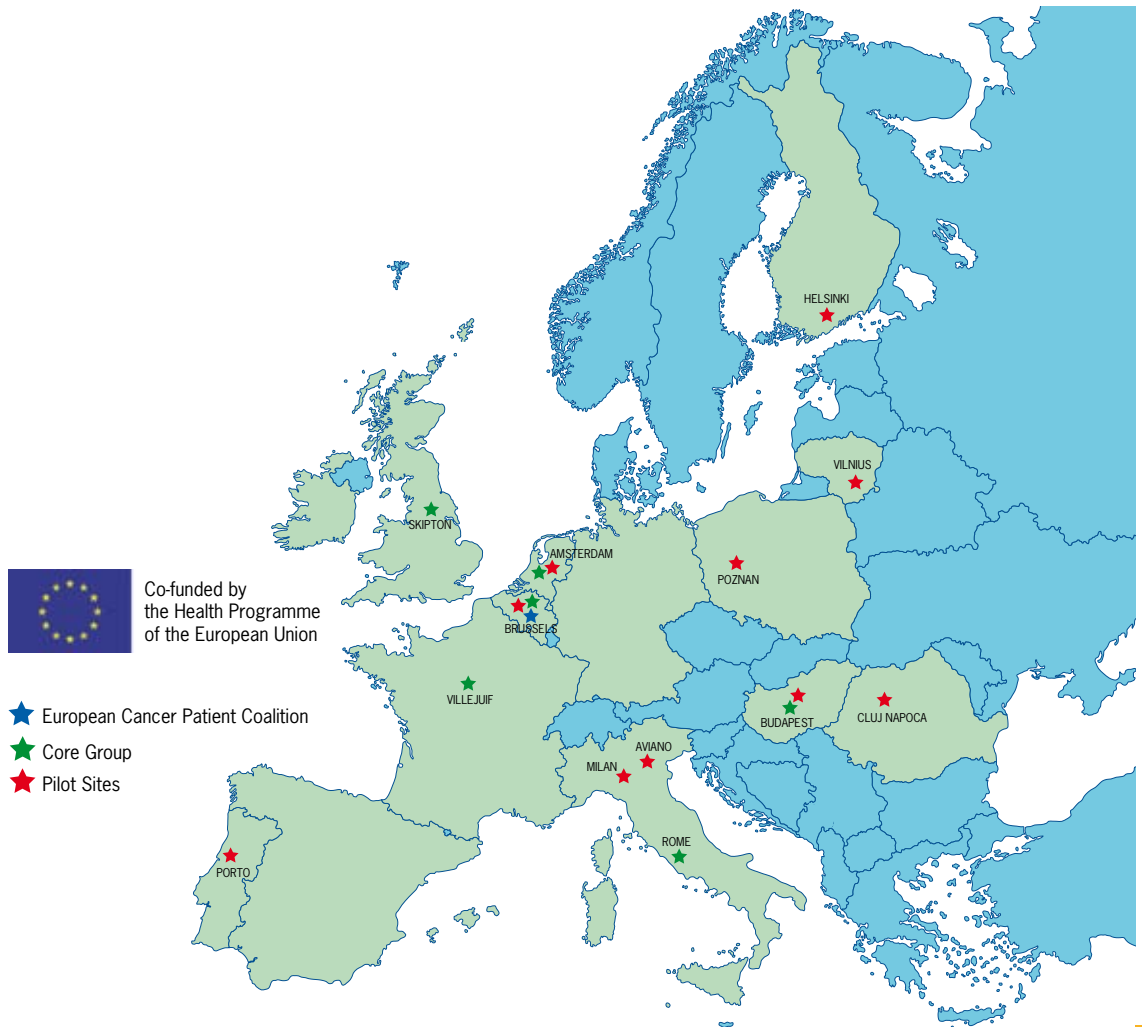 HELSINKI
VILNIUS
SKIPTON
AMSTERDAM
POZNAN
BRUSSELS
Co-funded by
the Health Programme
of the European Union
VILLEJUIF
European Cancer Patient Coalition
Core Group
Pilot Sites
BUDAPEST
CLUJ NAPOCA
AVIANO
MILAN
ROME
PORTO